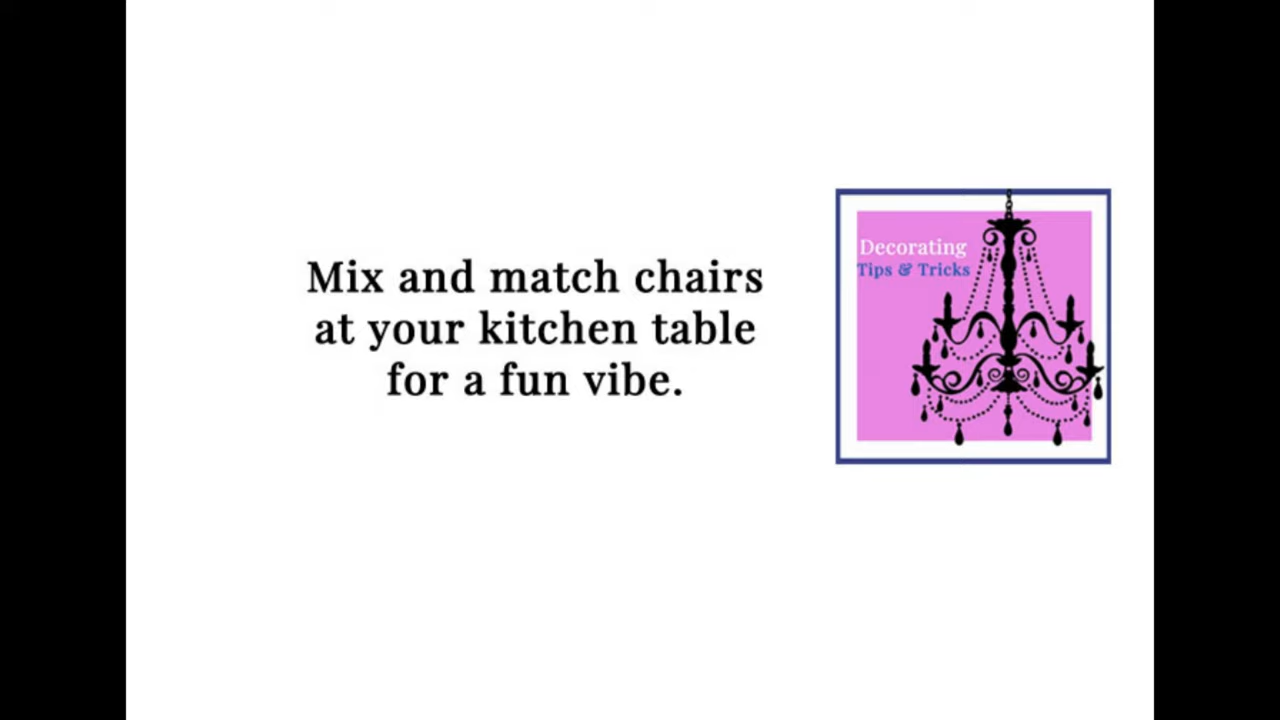 Mix and match chairs
at your kitchen table
for a fun vibe.
Decorating
Tips & Tricks